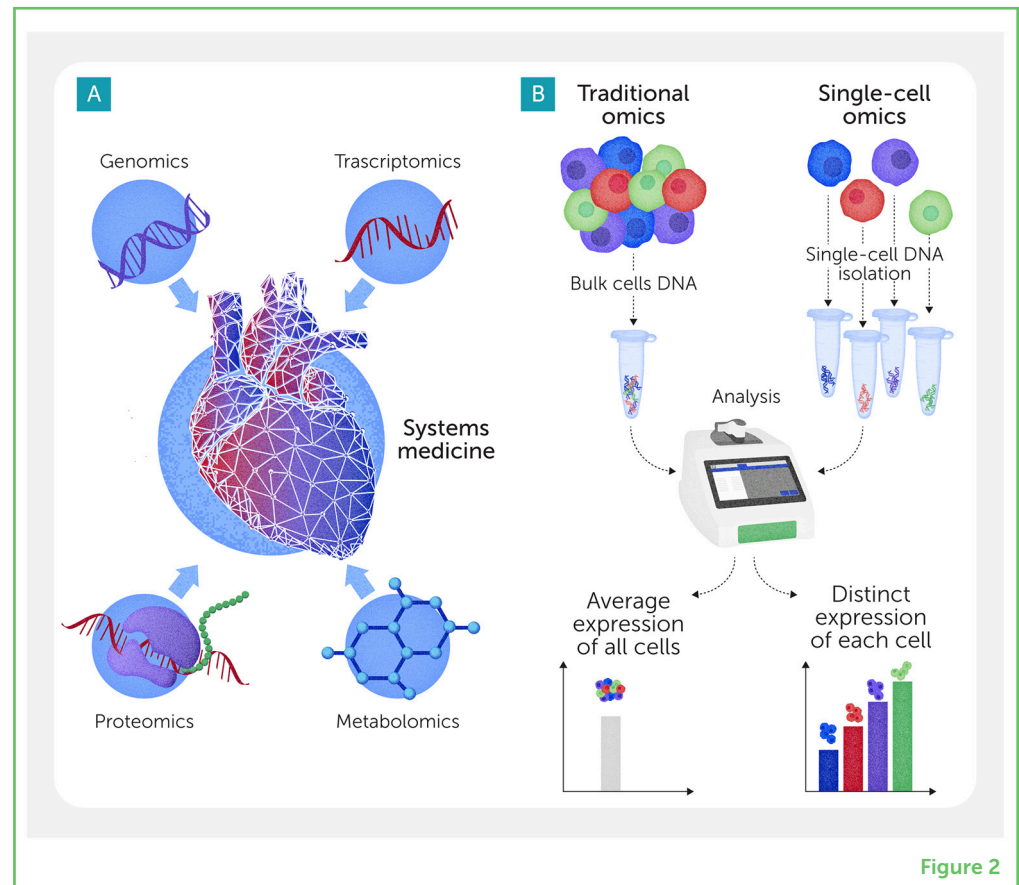 A
Genomics
Trascriptomics
Systems
medicine
Proteomics
Metabolomics
B
Traditional
omics
Single-cell
omics
Bulk cells DNA
Single-cell DNA
isolation
Analysis
Average
expression
of all cells
Distinct
expression
of each cell
Figure 2